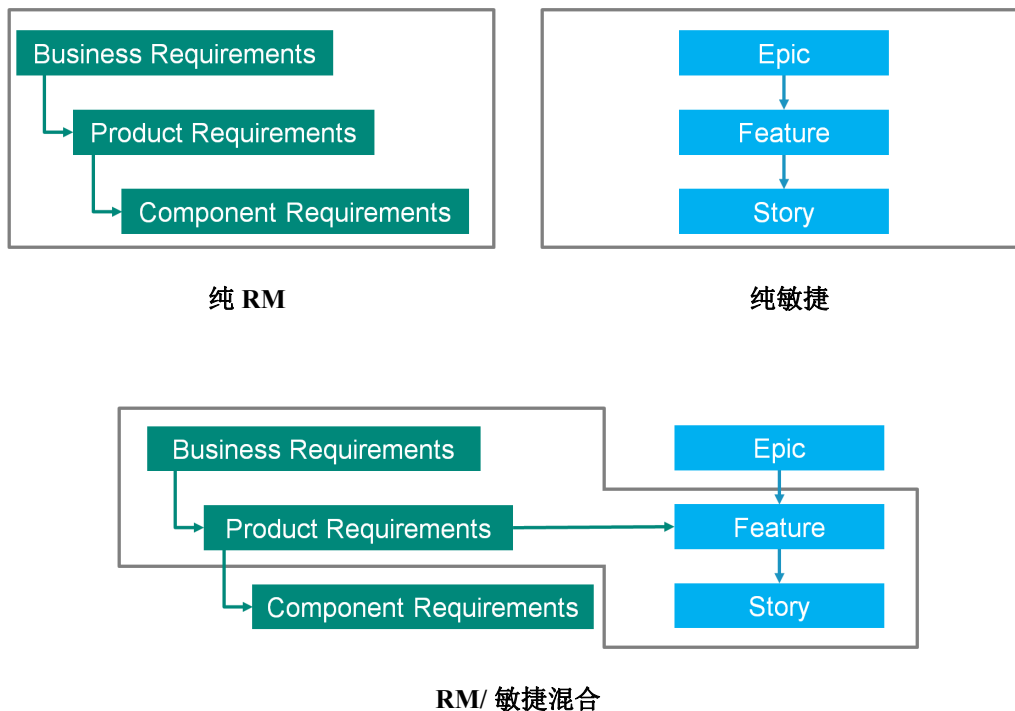 Business Requirements
Product Requirements
Component Requirements
纯 RM
Epic
Feature
Story
纯敏捷
Business Requirements
Product Requirements
Component Requirements
Epic
Feature
Story
RM/ 敏捷混合